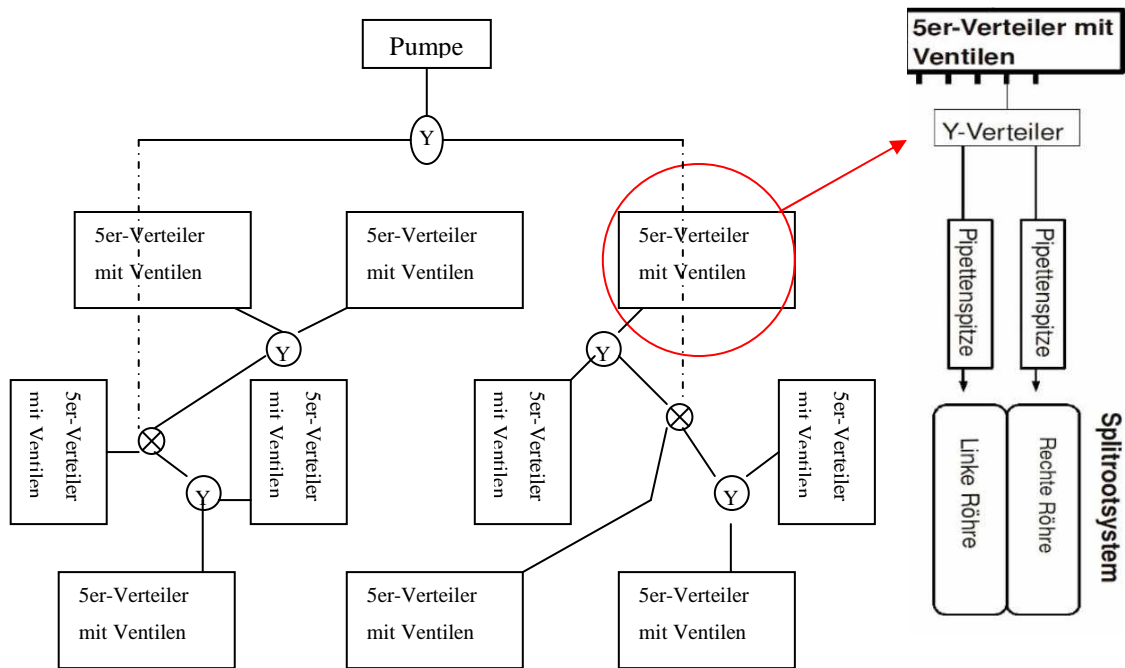 Pumpe
Y
5er-Verteiler
mit Ventilen
5er-Verteiler
mit Ventilen
5er-Verteiler
mit Ventilen
Y
Y
5er-Verteiler
mit Ventilen
5er-Verteiler
mit Ventilen
5er-Verteiler
mit Ventilen
5er-Verteiler
mit Ventilen
Y
Y
5er-Verteiler
mit Ventilen
5er-Verteiler
mit Ventilen
5er-Verteiler
mit Ventilen
5er-Verteiler mit
Ventilen
Y-Verteiler
Pipettenspitze
Pipettenspitze
Linke Röhre
Rechte Röhre
Splitrootsystem